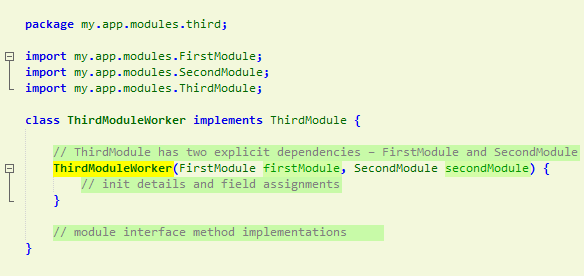 package my.app.modules.third;
import my.app.modules.FirstModule;
import my.app.modules.SecondModule;
import my.app.modules.ThirdModule;
class ThirdModuleWorker implements ThirdModule {
// ThirdModule has two explicit dependencies – FirstModule and SecondModule
ThirdModuleWorker(FirstModule firstModule, SecondModule secondModule) {
// init details and field assignments
}
// module interface method implementations
}